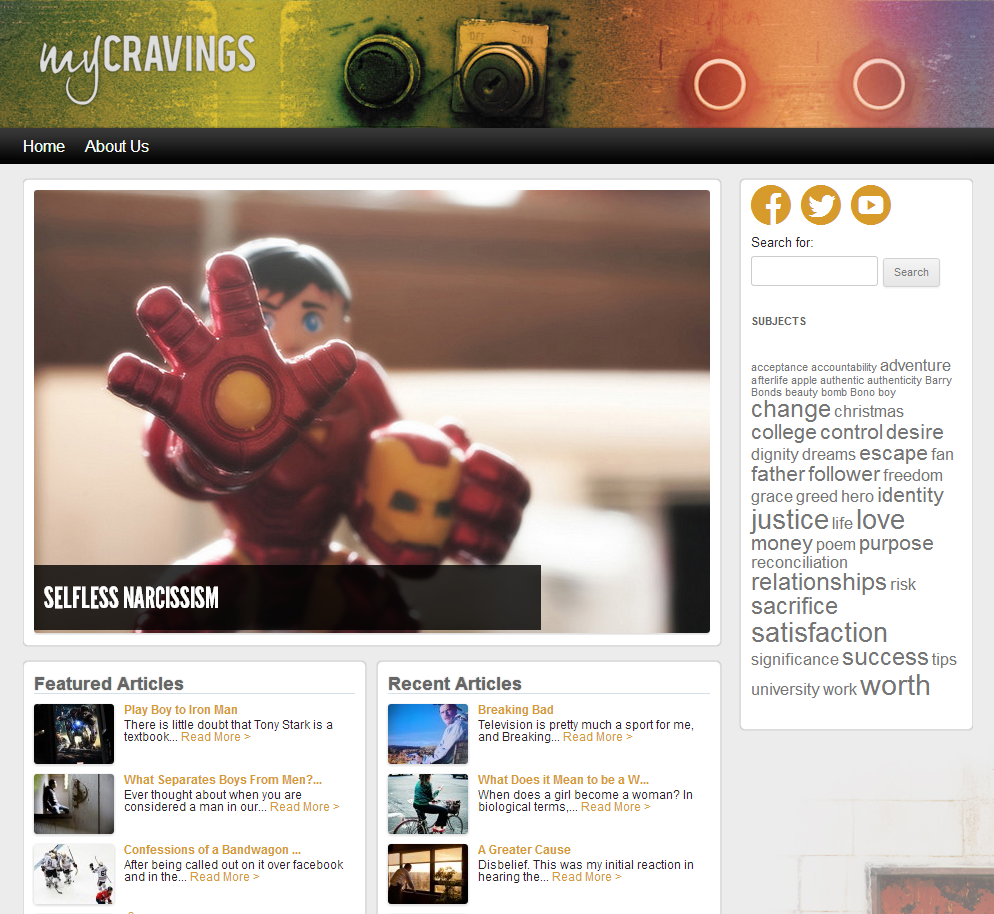 myCRAVINGS
OFF ON
Home About Us
SELFLESS NARCISSISM
Search for:
Search
SUBJECTS
acceptance accountability adventure
afterlife apple authentic authenticity Barry
Bonds beauty bomb Bono boy
change christmas
college control desire
dignity dreams escape fan
father follower freedom
grace greed hero identity
justice life love
money poem purpose
reconciliation
relationships risk
sacrifice
satisfaction
significance success tips
university work worth
Featured Articles
Play Boy to Iron Man
There is little doubt that Tony Stark is a
textbook... Read More >
What Separates Boys From Men?...
Ever thought about when you are
considered a man in our... Read More >
Confessions of a Bandwagon ...
After being called out on it over facebook
and in the... Read More >
Recent Articles
Breaking Bad
Television is pretty much a sport for me,
and Breaking... Read More >
What Does it Mean to be a W...
When does a girl become a woman? In
biological terms,... Read More >
A Greater Cause
Disbelief. This was my initial reaction in
hearing the... Read More >